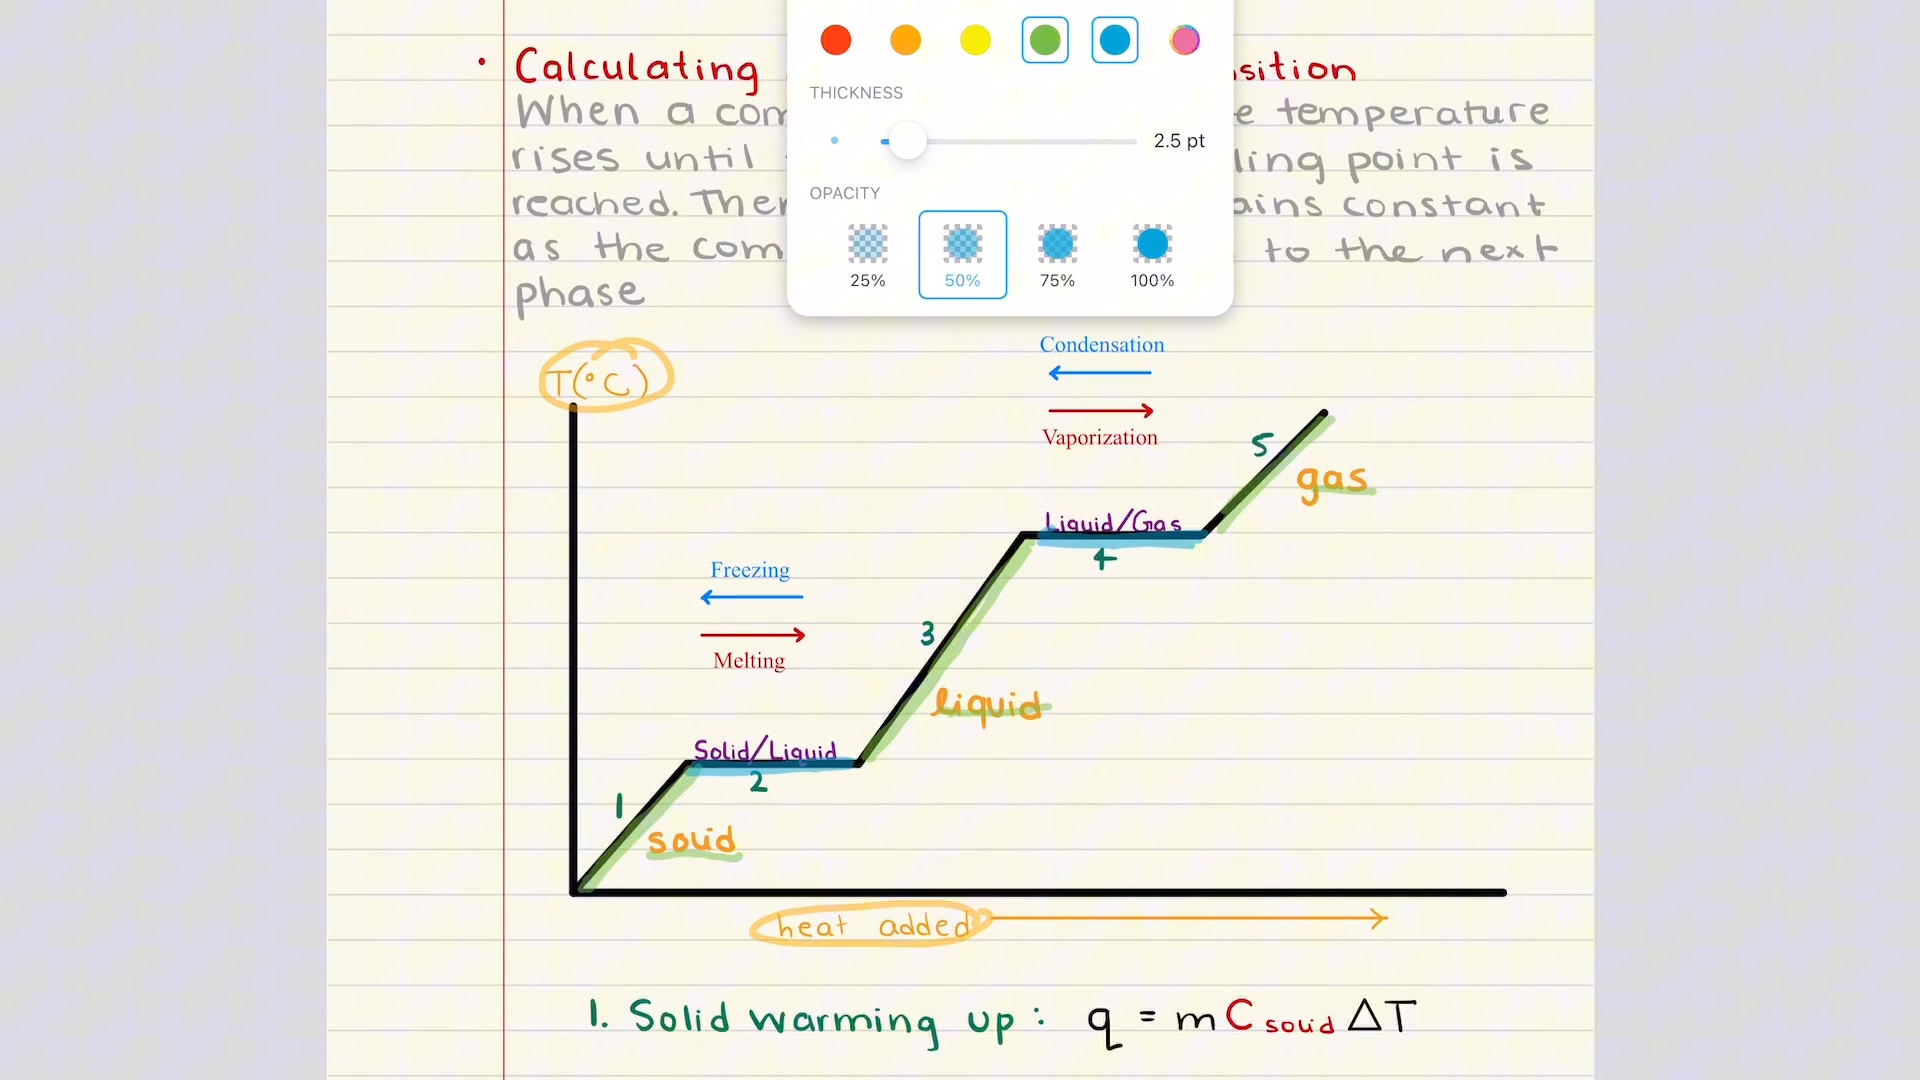 • Calculating sition
When a com e temperature
rises until ling point is
reached. Then ains constant
as the com to the next
phase
THICKNESS
2.5 pt
OPACITY
25% 50% 75% 100%
T(°C)
Condensation
Vaporization
5
gas
Liquid/Gas
4
Freezing
Melting
3
liquid
Solid/Liquid
2
1
solid
heat added
1. Solid warming up: q = mC solid ΔT